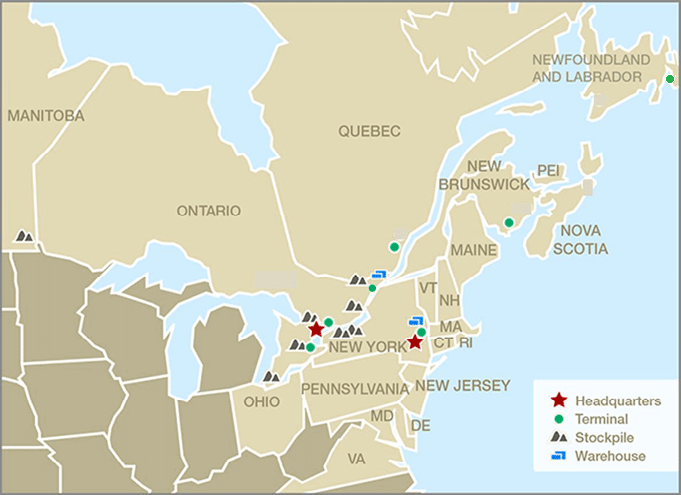 NEWFOUNDLAND
AND LABRADOR
MANITOBA
QUEBEC
NEW
BRUNSWICK
PEI
ONTARIO
NOVA
SCOTIA
MAINE
VT
NH
MA
NEW YORK
CT RI
PENNSYLVANIA
NEW JERSEY
OHIO
MD
DE
VA
Headquarters
Terminal
Stockpile
Warehouse